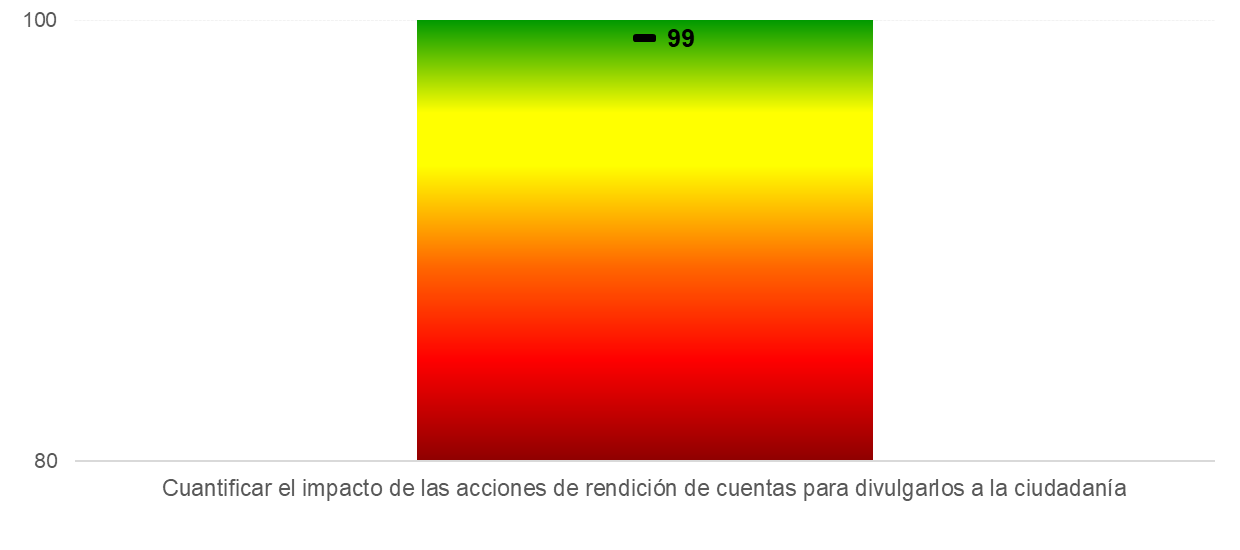 100
99
80
Cuantificar el impacto de las acciones de rendición de cuentas para divulgarlos a la ciudadanía